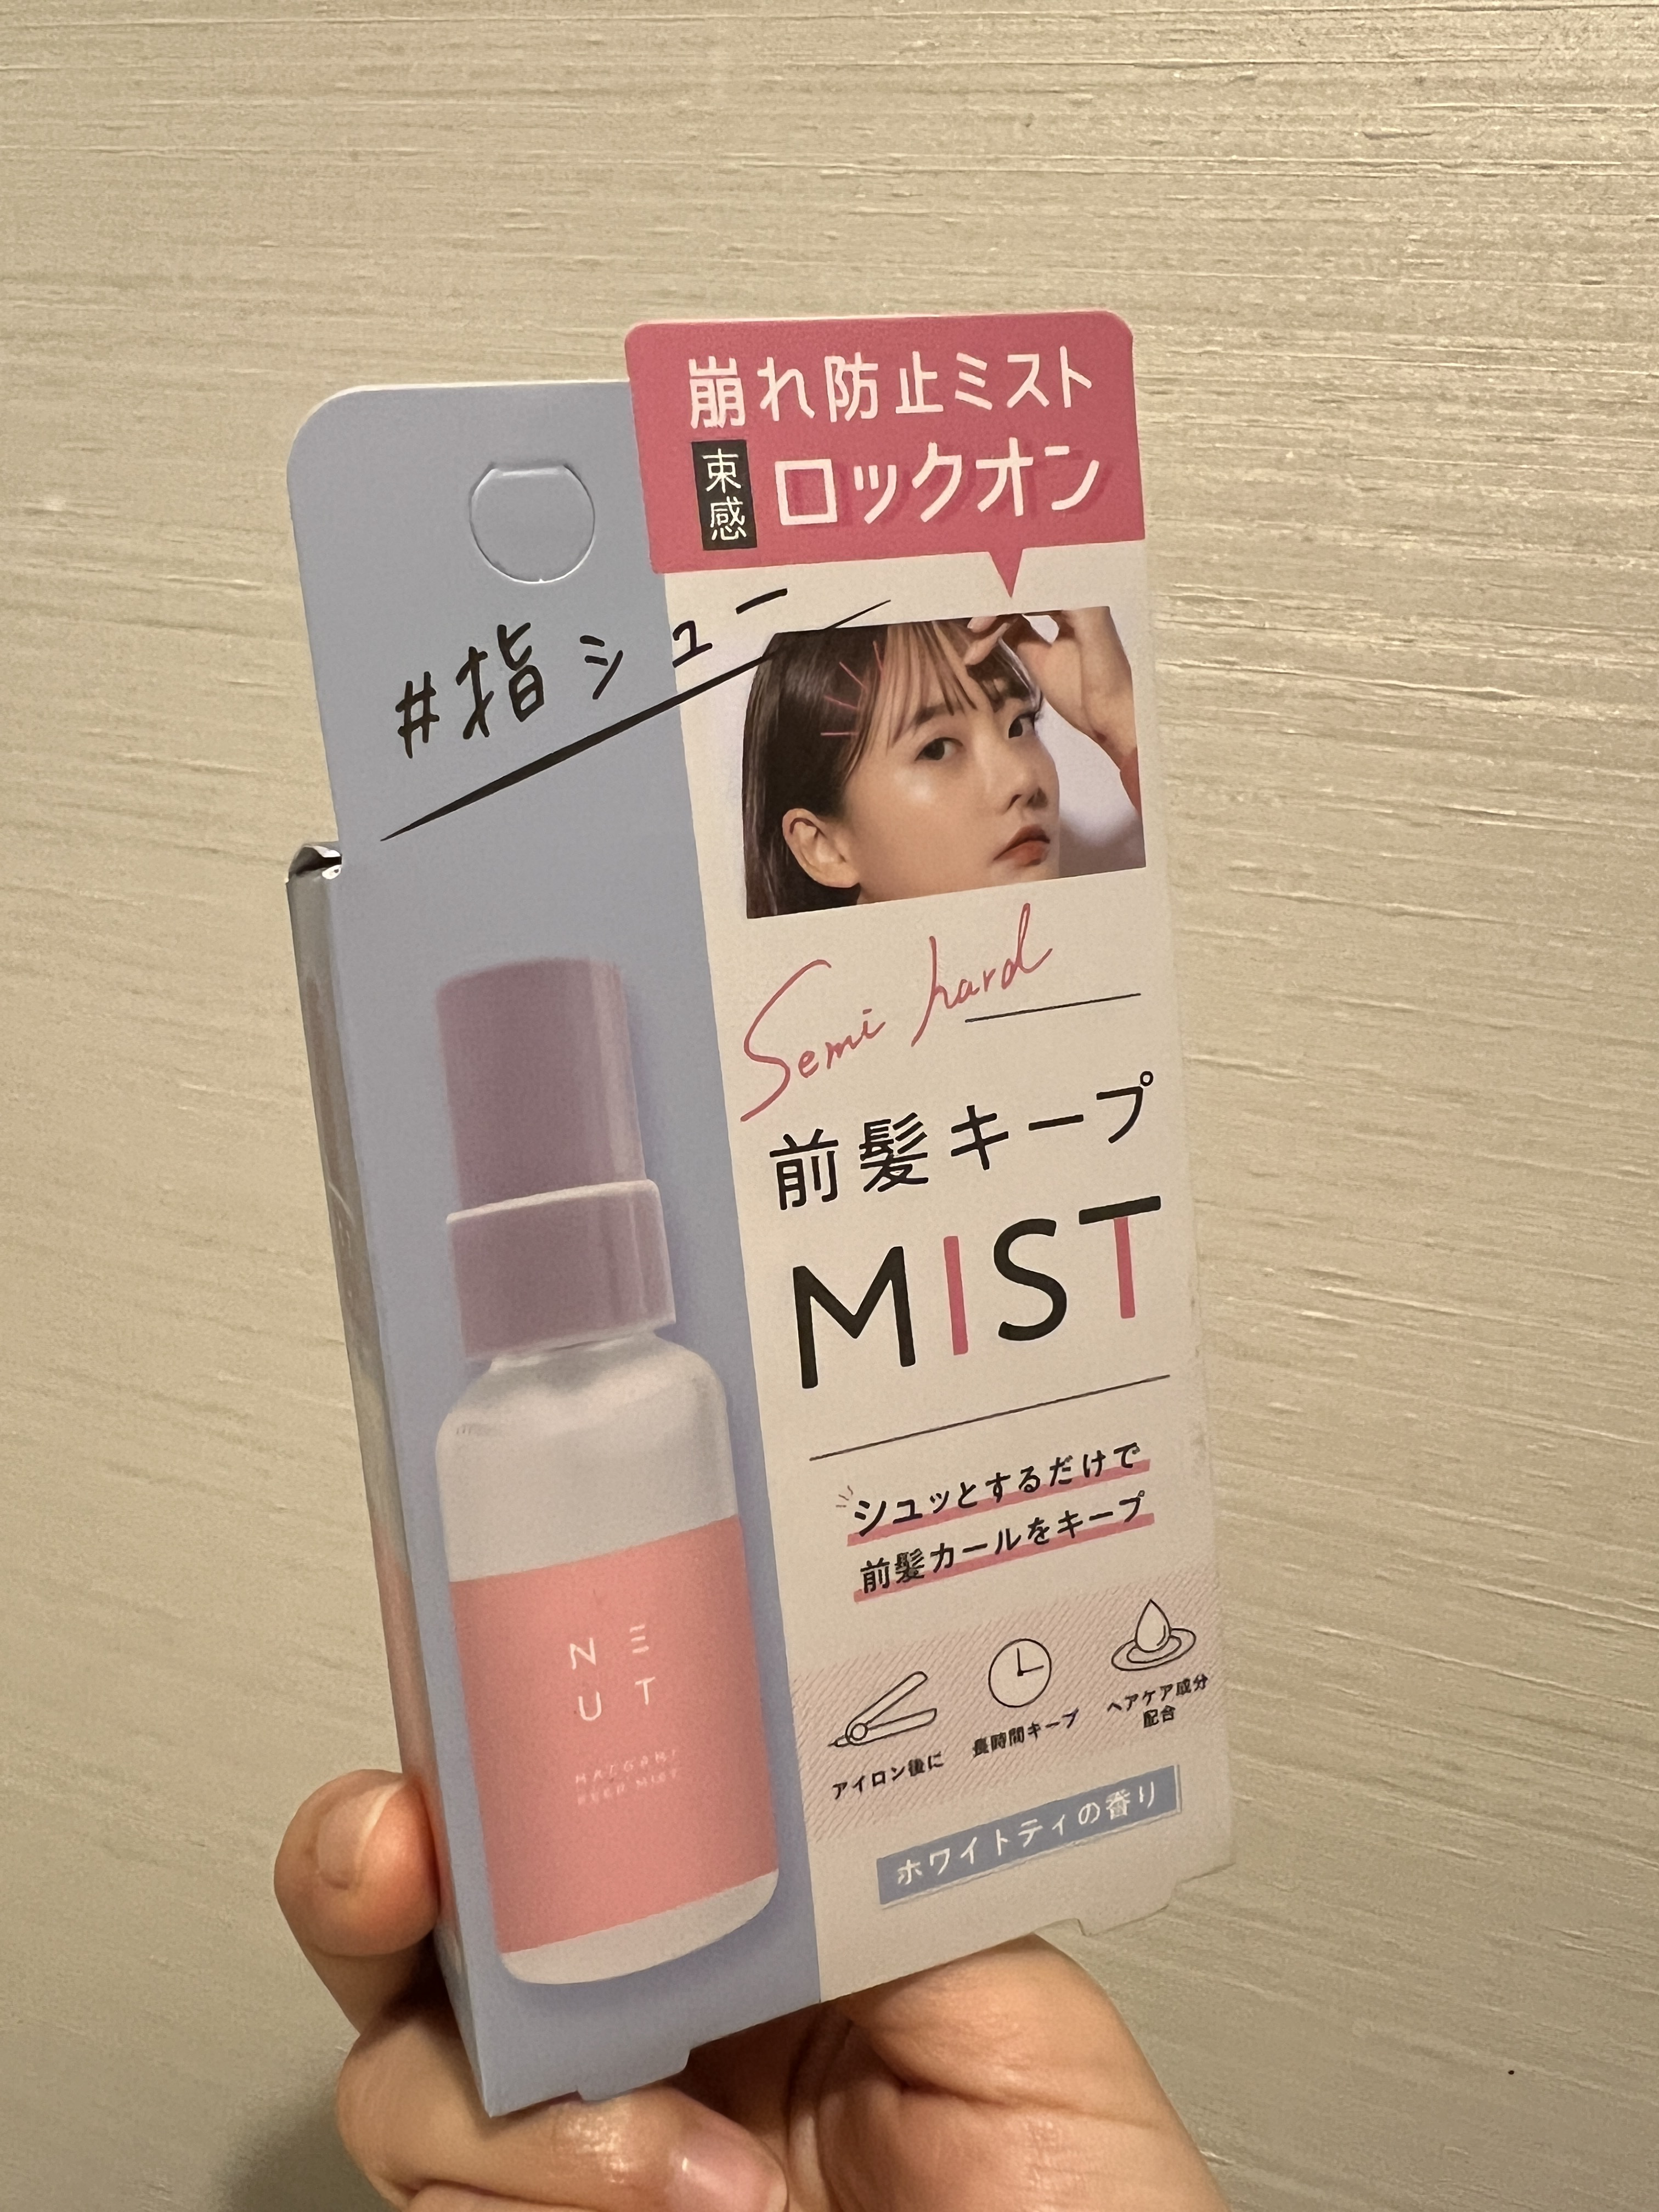 崩れ防止ミスト
束感 ロックオン
#指シュー
Semi hard
前髪キープ
MIST
シュッとするだけで
前髪カールをキープ
アイロン後に
長時間キープ
ヘアケア成分
配合
ホワイトティの香り
N E
U T
MAEGAMI
KEEP MIST